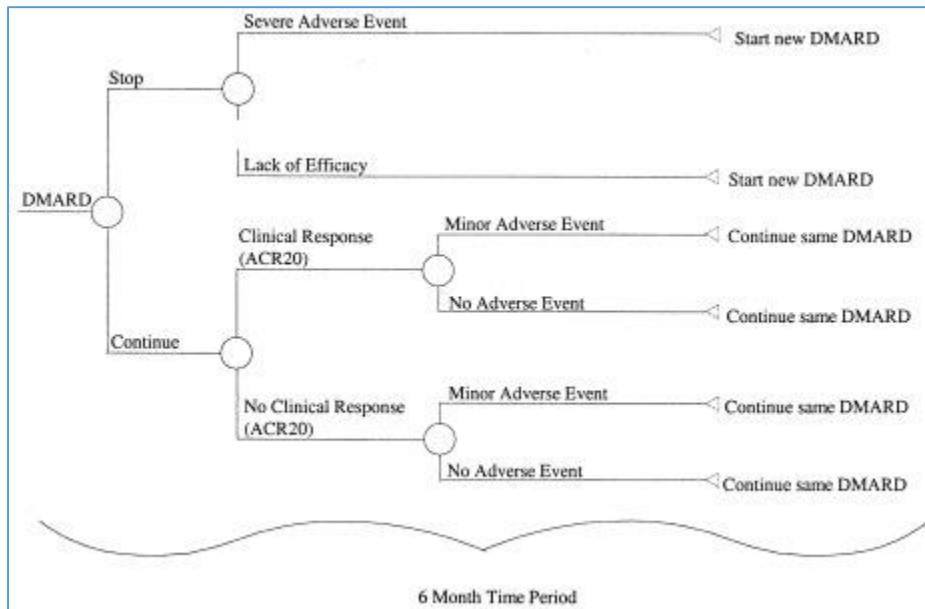 Severe Adverse Event
Start new DMARD
Stop
Lack of Efficacy
Start new DMARD
DMARD
Clinical Response
(ACR20)
Minor Adverse Event
Continue same DMARD
No Adverse Event
Continue same DMARD
Continue
No Clinical Response
(ACR20)
Minor Adverse Event
Continue same DMARD
No Adverse Event
Continue same DMARD
6 Month Time Period